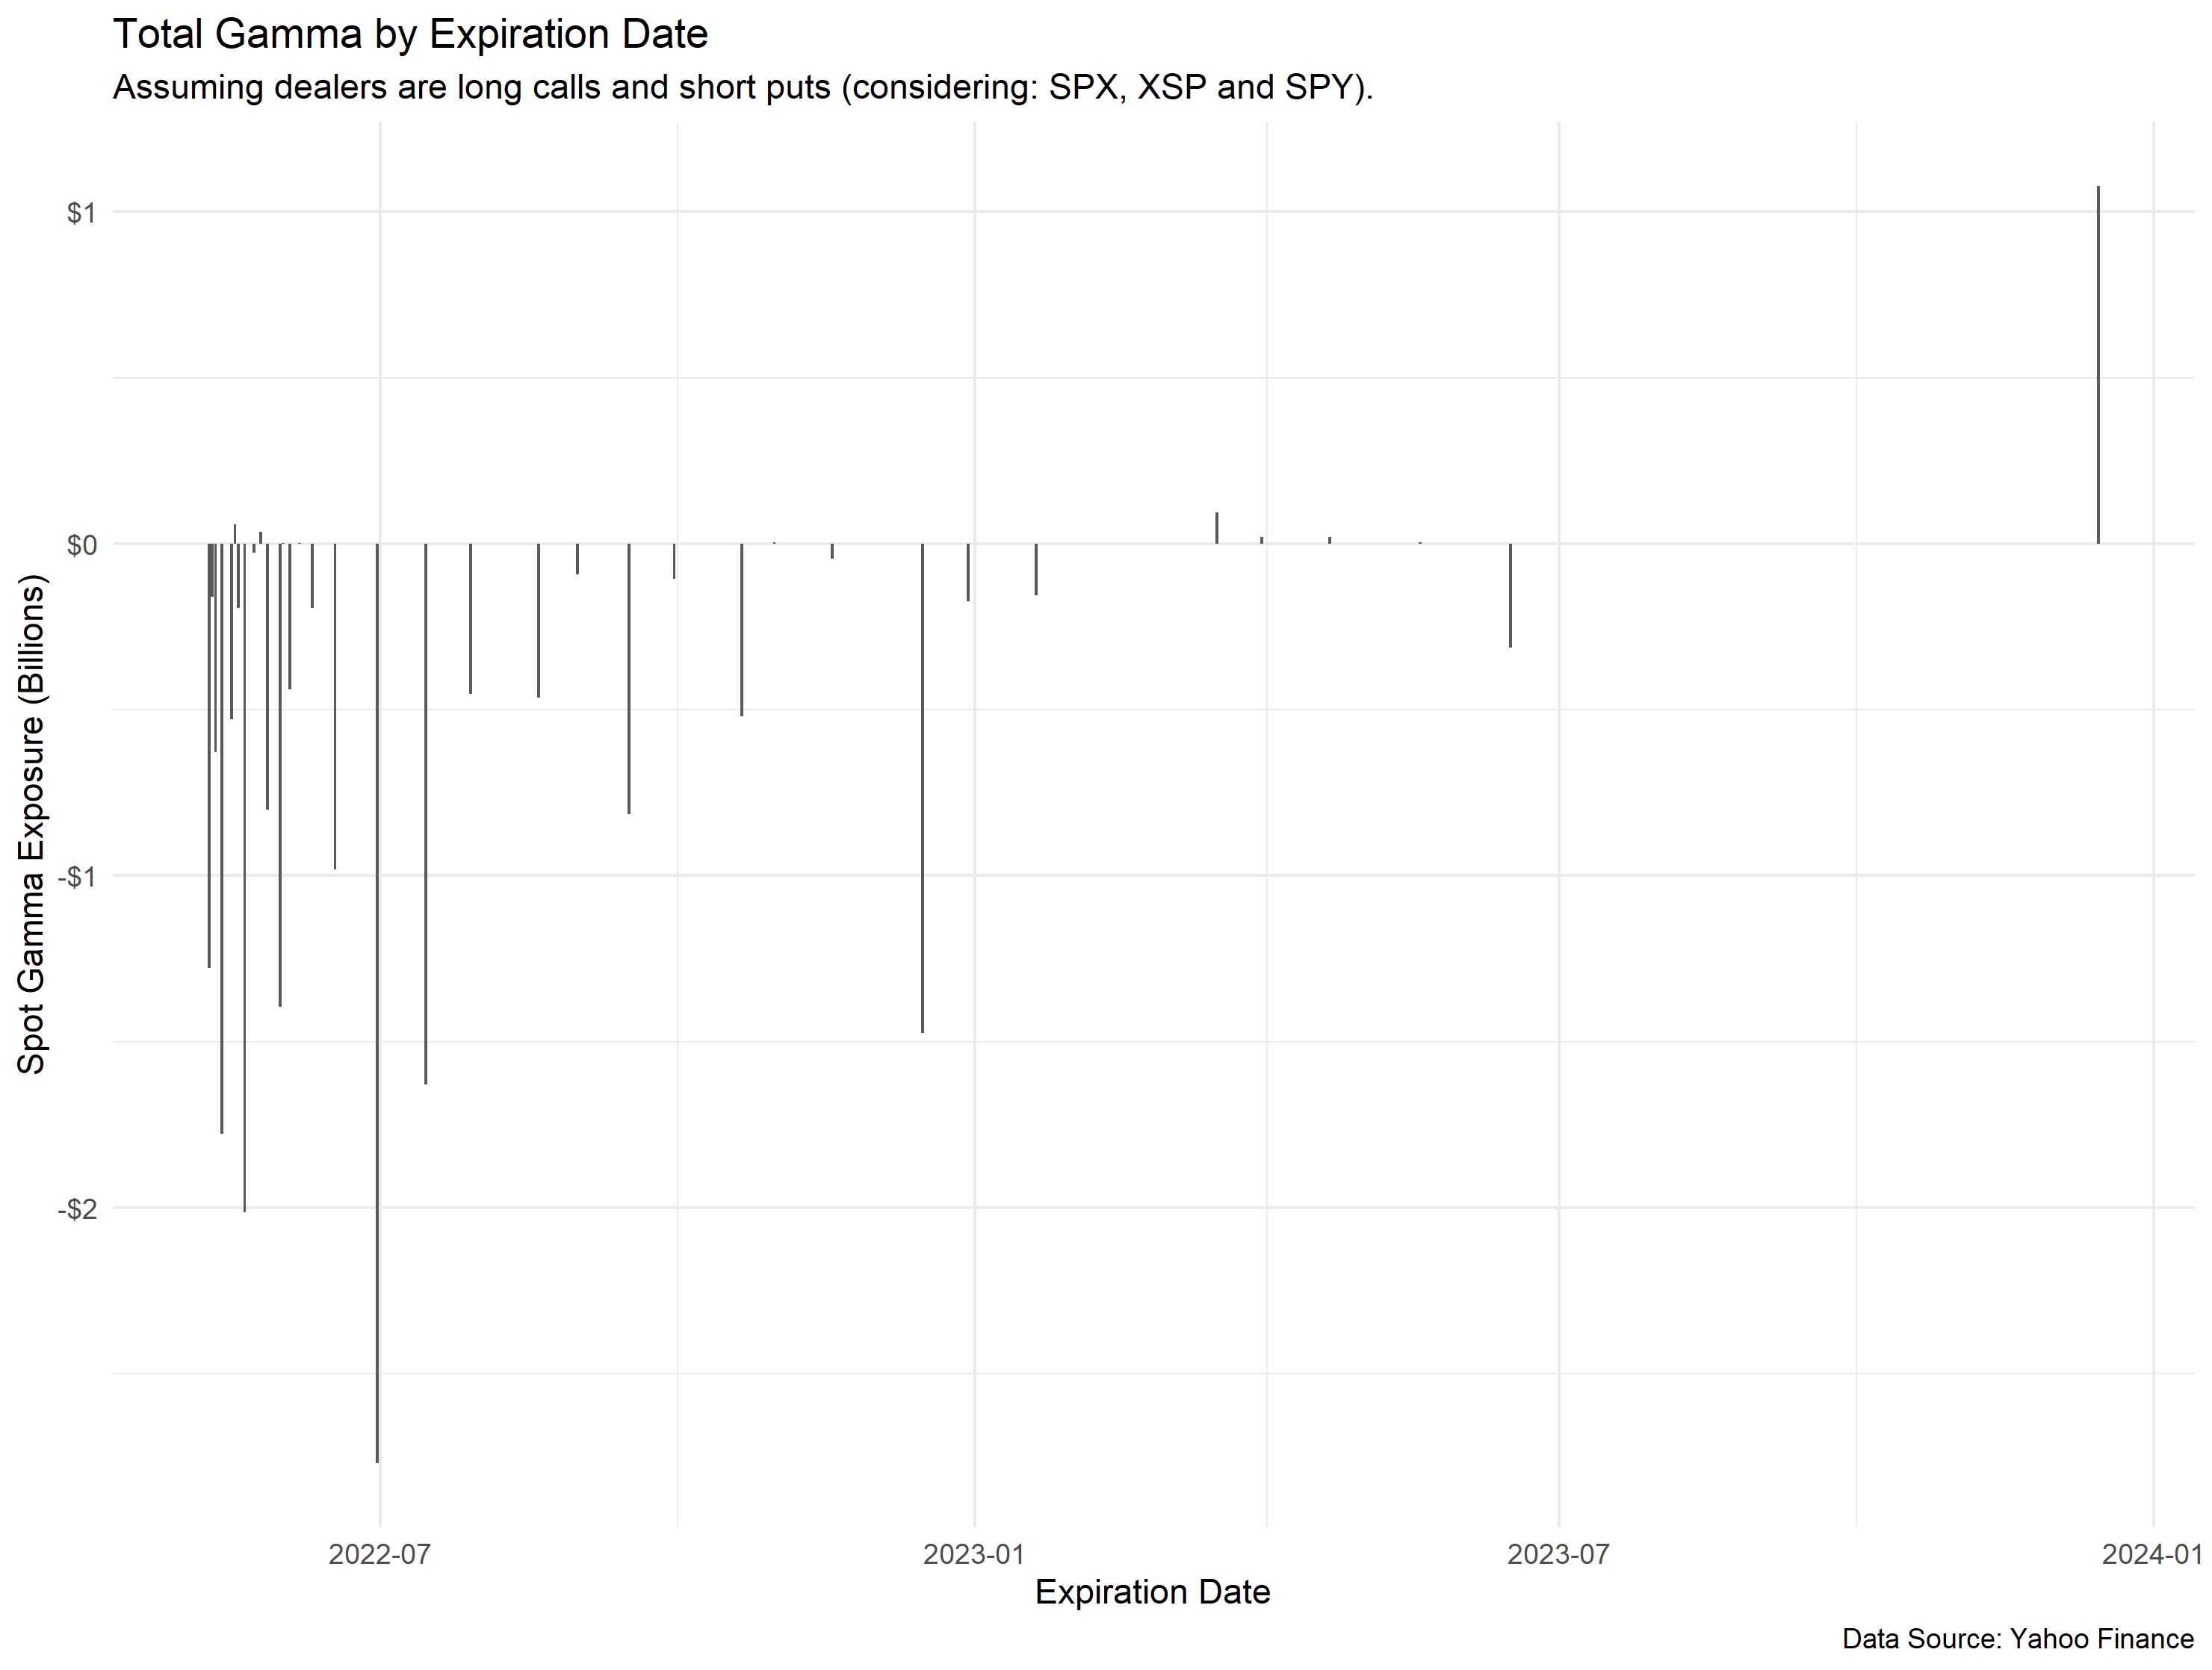 Total Gamma by Expiration Date
Assuming dealers are long calls and short puts (considering: SPX, XSP and SPY).
Spot Gamma Exposure (Billions)
$1
$0
-$1
-$2
2022-07
2023-01
2023-07
2024-01
Expiration Date
Data Source: Yahoo Finance